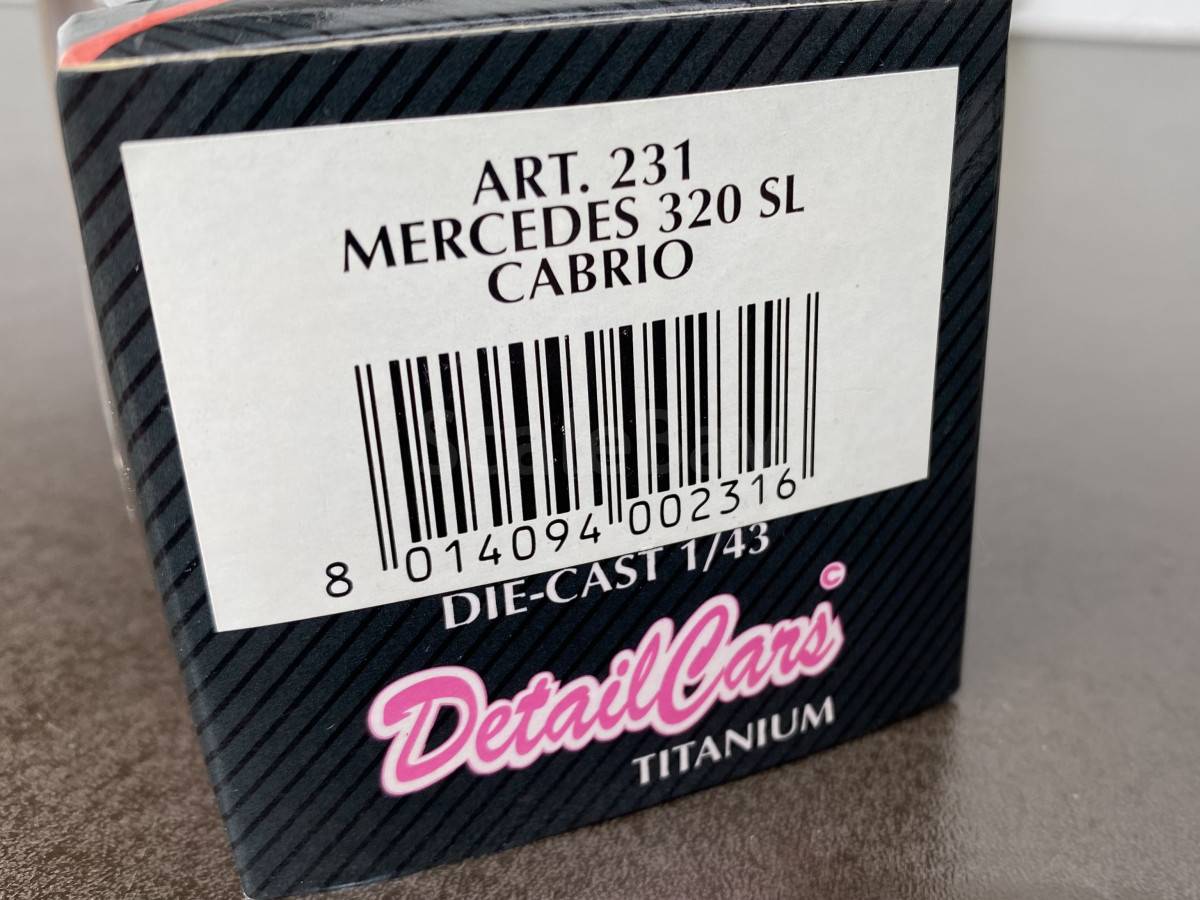 ART. 231
MERCEDES 320 SL
CABRIO
8 014094 002316
DIE-CAST 1/43
DetailCars ©
TITANIUM